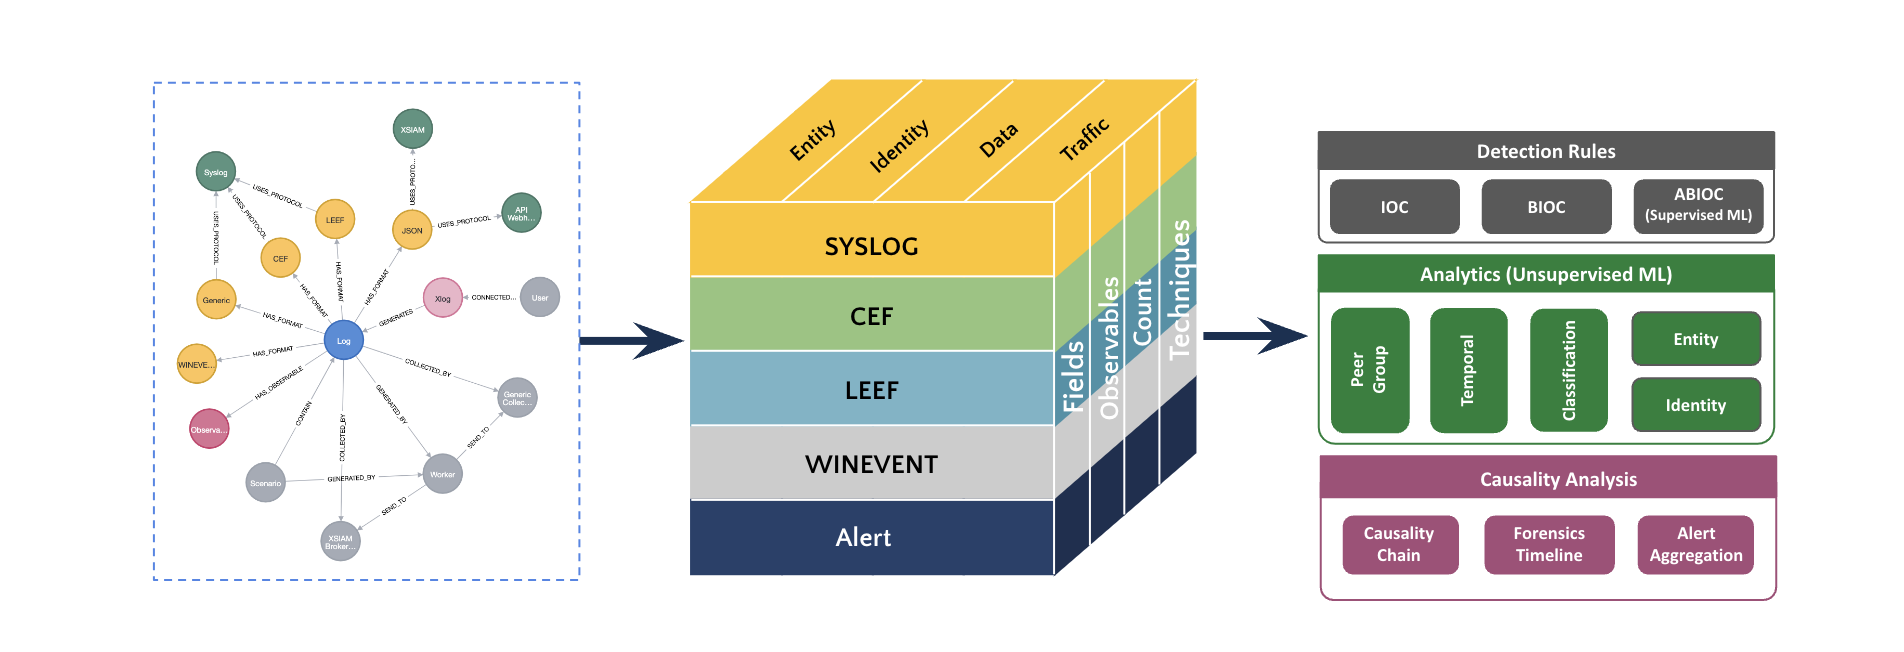 XSIAM
USES_PROTO...
Syslog
USES_PROTOCOL
USES_PROTOCOL
USES_PROTOCOL
LEEF
JSON
USES_PROTOCOL
API
Webh...
CEF
HAS_FORMAT
HAS_FORMAT
HAS_FORMAT
Generic
HAS_FORMAT
Xlog
CONNECTED...
User
GENERATES
Log
WINEVE...
HAS_FORMAT
HAS_OBSERVABLE
COLLECTED_BY
Observa...
CONTAIN
COLLECTED_BY
GENERATED_BY
Generic
Collec...
SEND_TO
Scenario
GENERATED_BY
Worker
SEND_TO
XSIAM
Broker...
Entity
Identity
Data
Traffic
SYSLOG
CEF
LEEF
WINEVENT
Alert
Fields
Observables
Count
Techniques
Detection Rules
IOC
BIOC
ABIOC
(Supervised ML)
Analytics (Unsupervised ML)
Peer
Group
Temporal
Classification
Entity
Identity
Causality Analysis
Causality
Chain
Forensics
Timeline
Alert
Aggregation